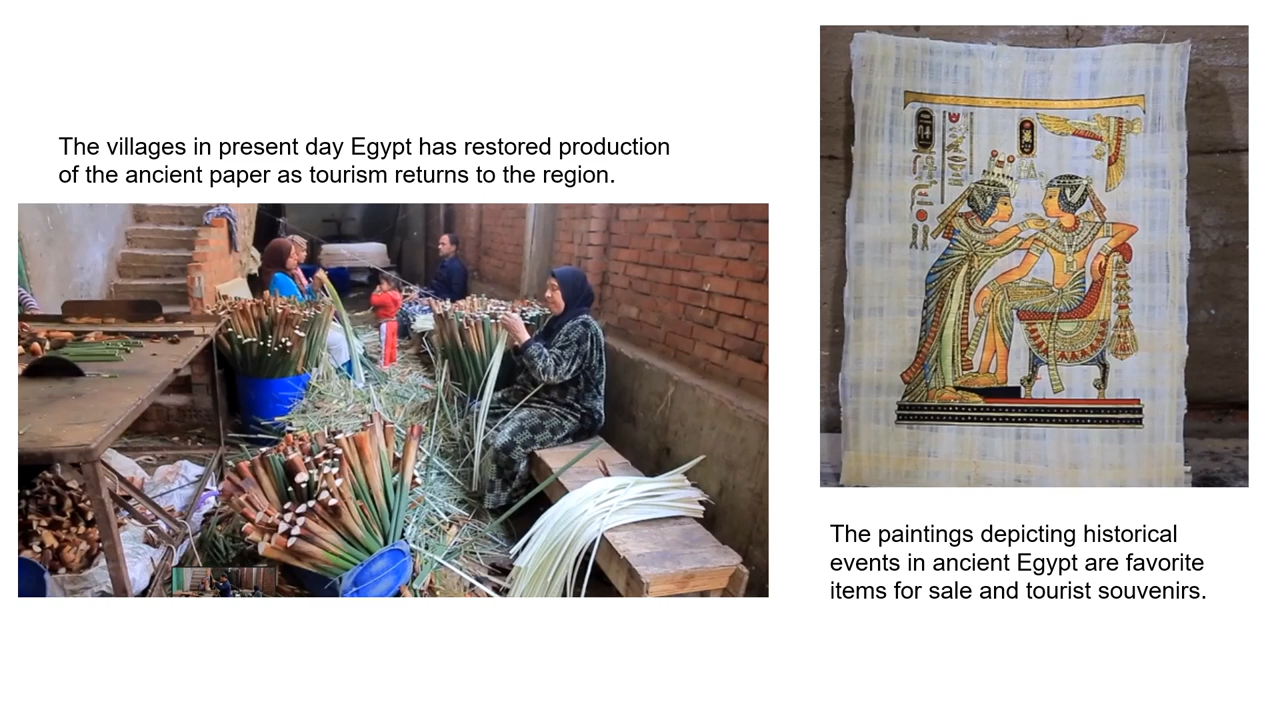 The villages in present day Egypt has restored production
of the ancient paper as tourism returns to the region.
The paintings depicting historical
events in ancient Egypt are favorite
items for sale and tourist souvenirs.